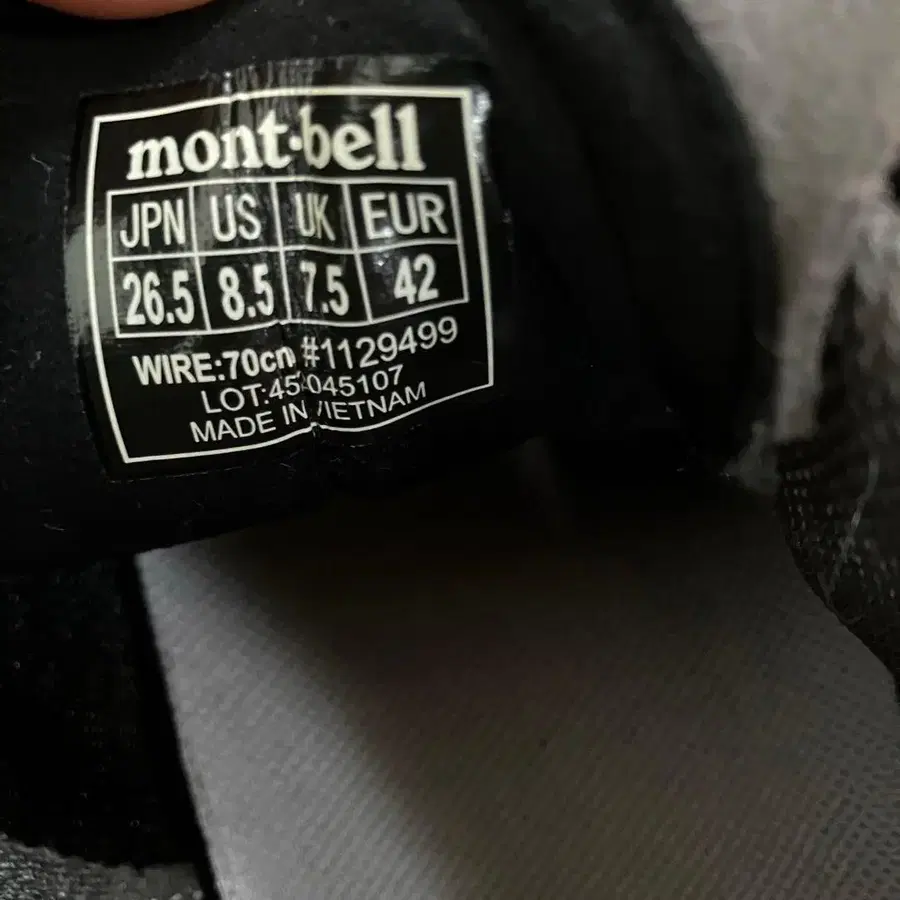 mont-bell
JPN US UK EUR
26.5 8.5 7.5 42
WIRE:70cm #1129499
LOT:45 045107
MADE IN VIETNAM